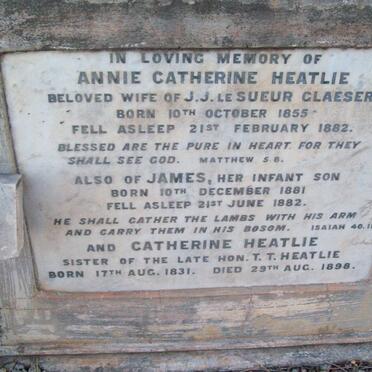 IN LOVING MEMORY OF
ANNIE CATHERINE HEATLIE
BELOVED WIFE OF J.J. LE SUEUR GLAESER
BORN 10TH OCTOBER 1855
FELL ASLEEP 21ST FEBRUARY 1882.
BLESSED ARE THE PURE IN HEART FOR THEY
SHALL SEE GOD. MATTHEW 5.8.
ALSO OF JAMES, HER INFANT SON
BORN 10TH DECEMBER 1881
FELL ASLEEP 21ST JUNE 1882.
HE SHALL GATHER THE LAMBS WITH HIS ARM
AND CARRY THEM IN HIS BOSOM. ISAIAH 40.11
AND CATHERINE HEATLIE
SISTER OF THE LATE HON. T.T. HEATLIE
BORN 17TH AUG. 1831. DIED 29TH AUG. 1898.